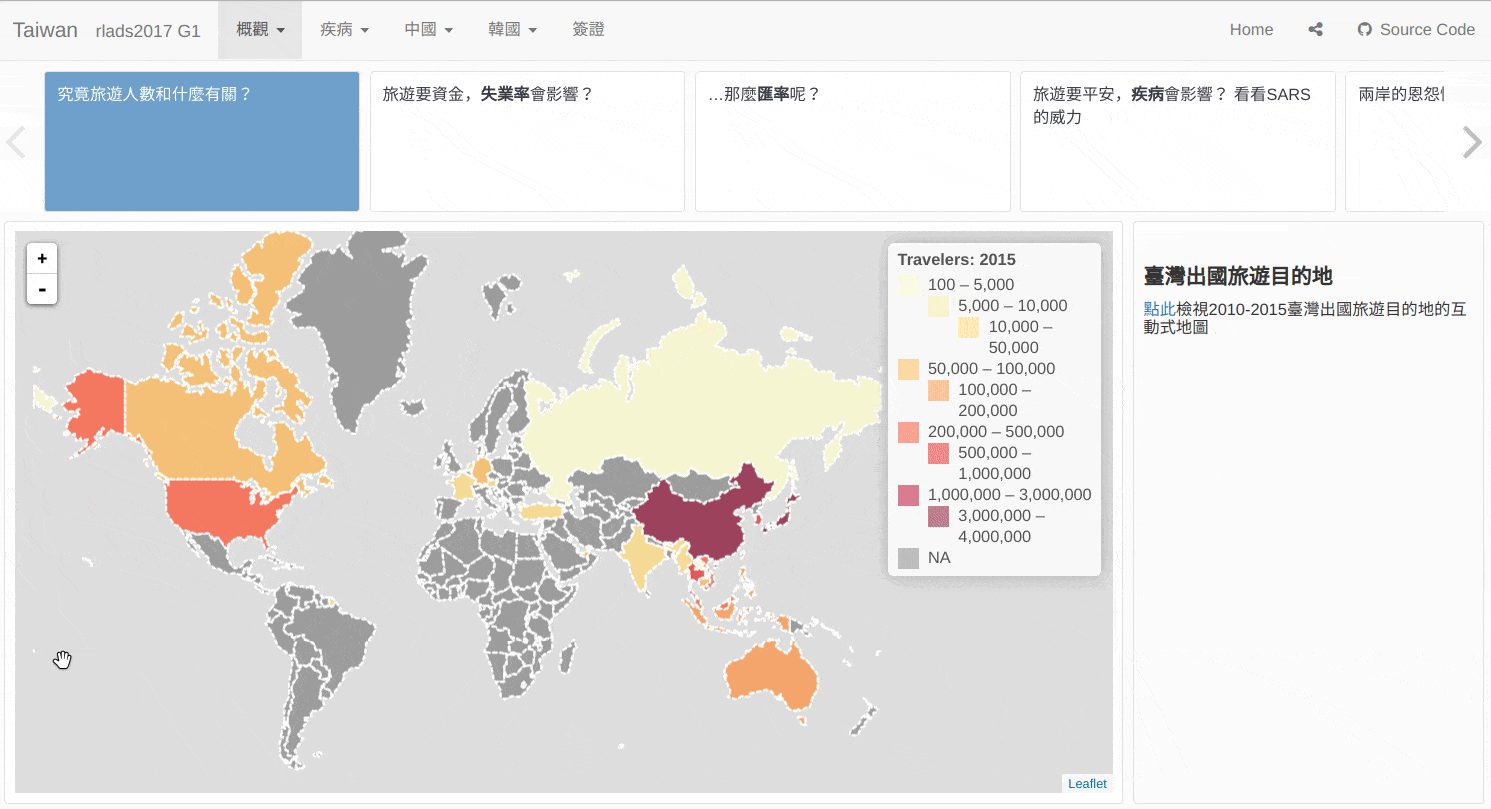 Taiwan rlads2017 G1 概觀 疾病 中國 韓國 簽證 Home Source Code
究竟旅遊人數和什麼有關？
旅遊要資金，失業率會影響？
…那麼匯率呢？
旅遊要平安，疾病會影響？ 看看SARS
的威力
兩岸的恩怨
+
-
Travelers: 2015
100 – 5,000
5,000 – 10,000
10,000 –
50,000
50,000 – 100,000
100,000 –
200,000
200,000 – 500,000
500,000 –
1,000,000
1,000,000 – 3,000,000
3,000,000 –
4,000,000
NA
Leaflet
臺灣出國旅遊目的地
點此檢視2010-2015臺灣出國旅遊目的地的互
動式地圖